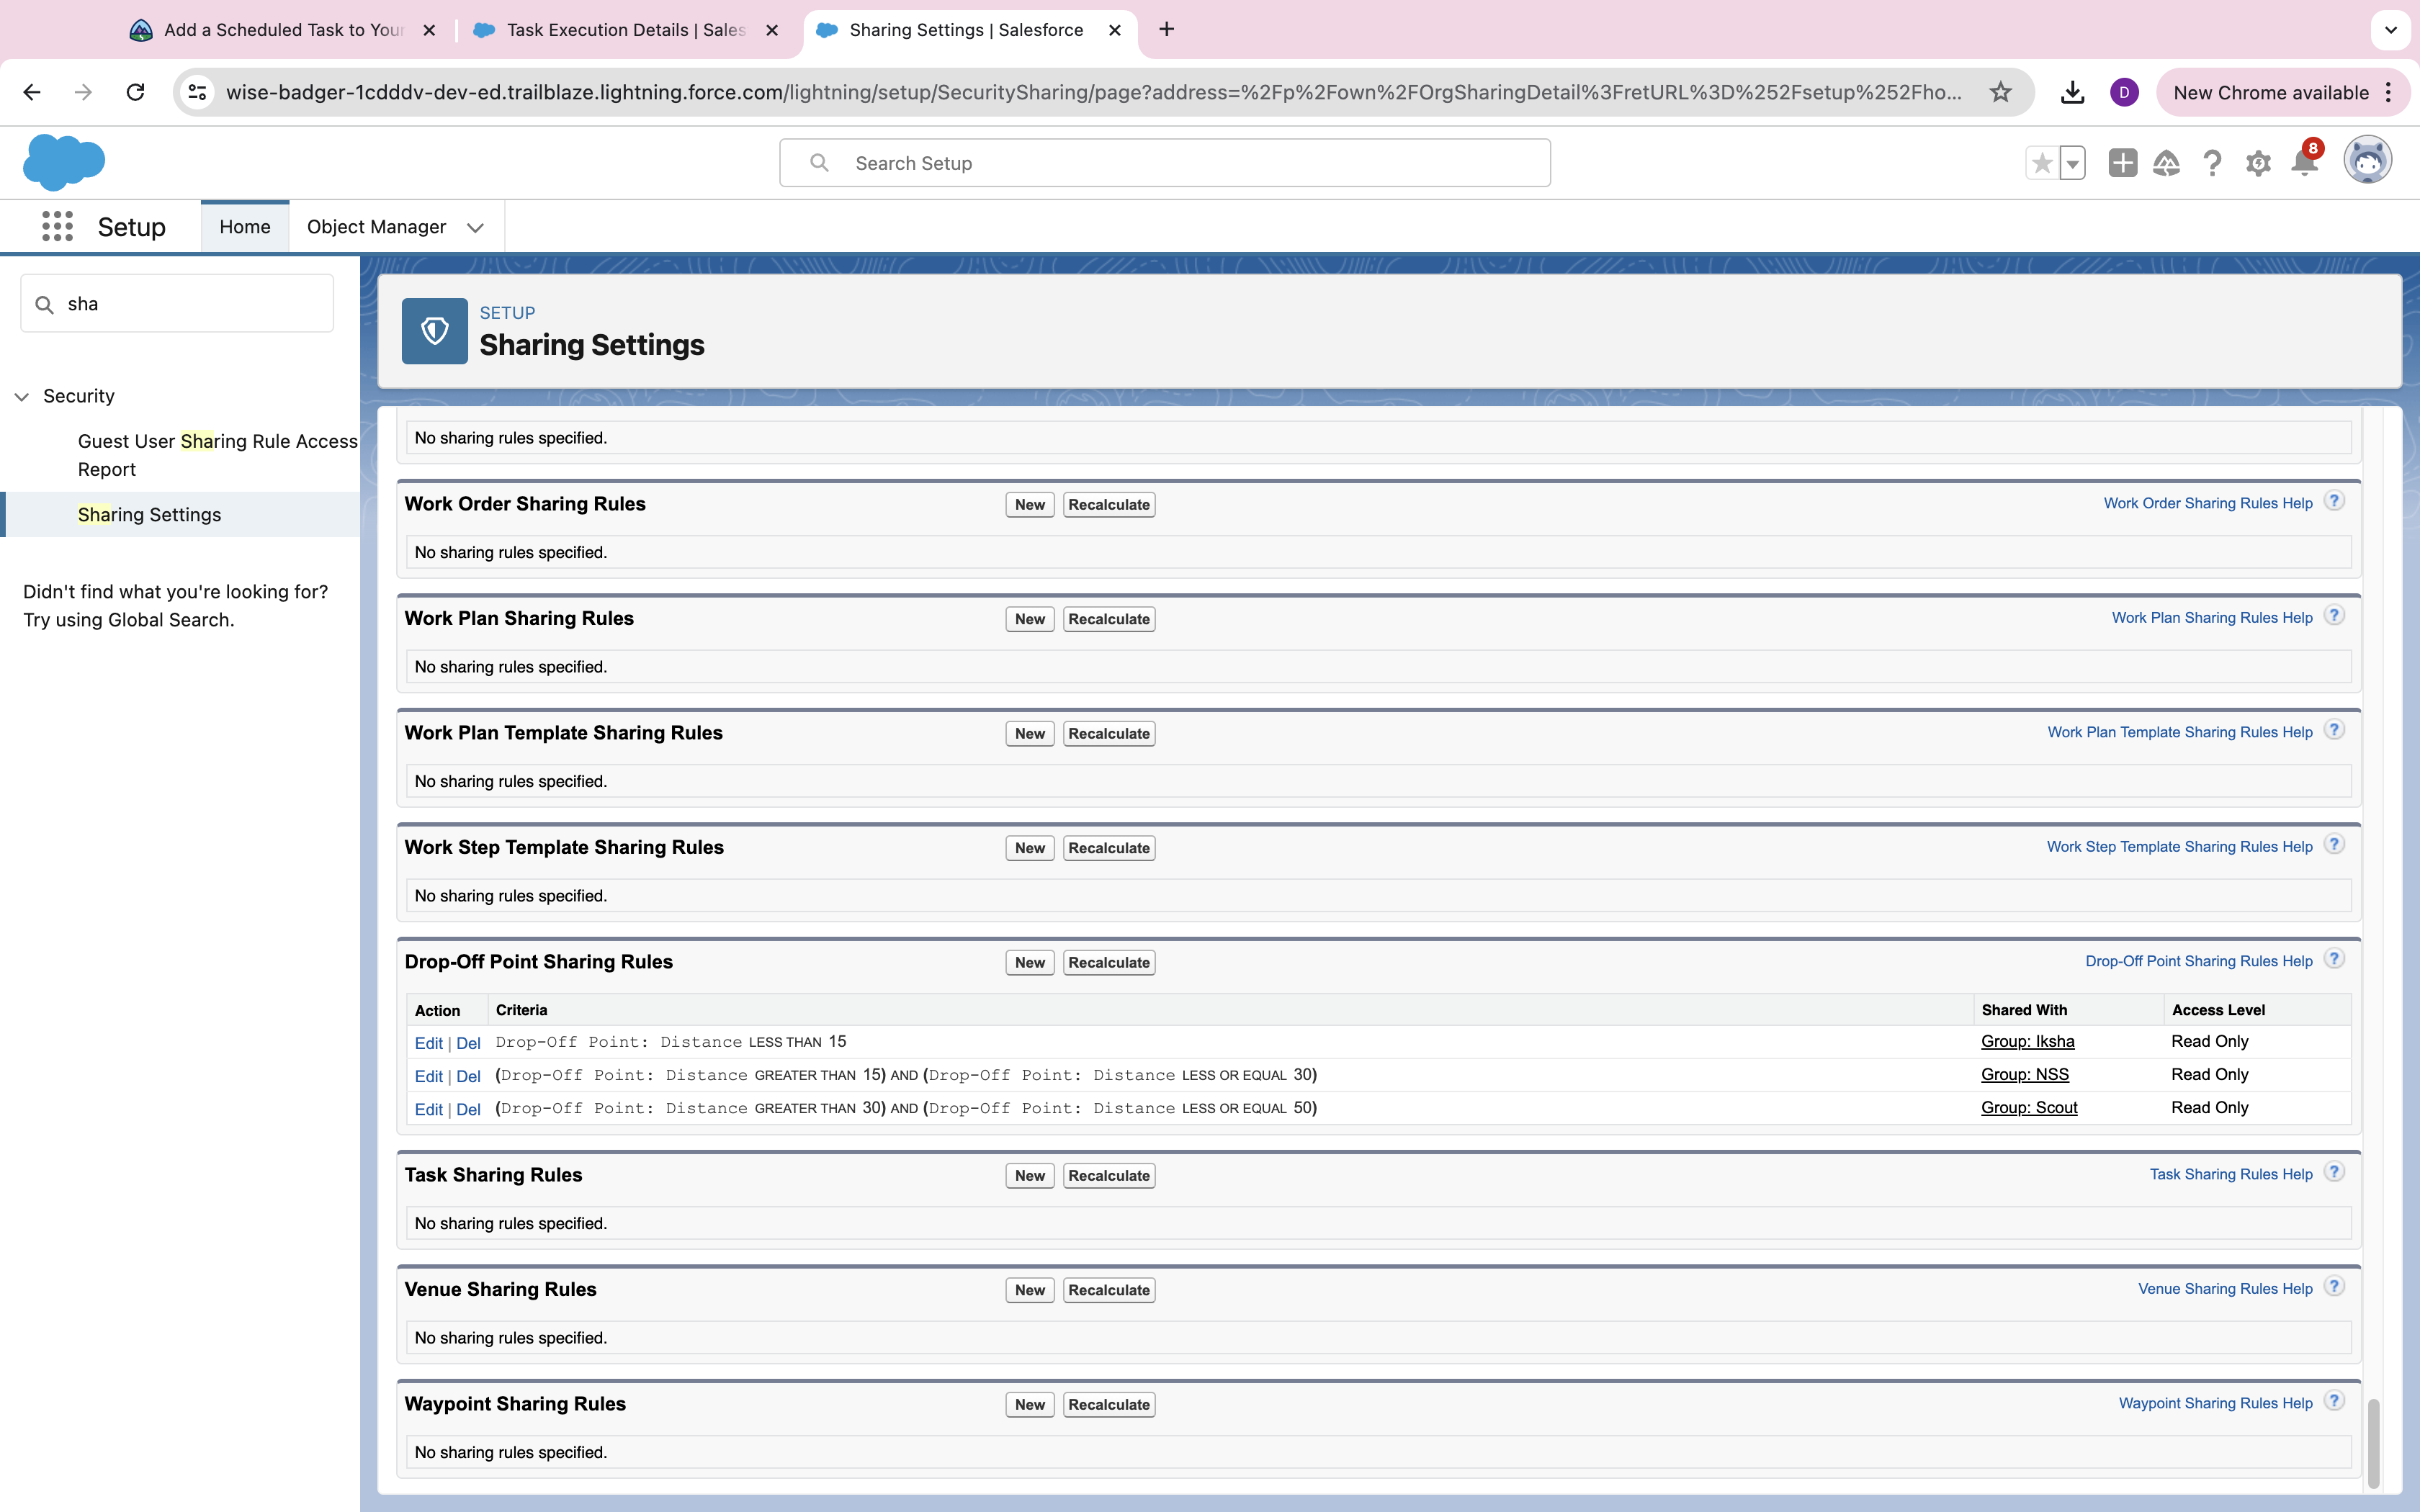 Add a Scheduled Task to Your
Task Execution Details | Sales
Sharing Settings | Salesforce
wise-badger-1cdddv-dev-ed.trailblaze.lightning.force.com/lightning/setup/SecuritySharing/page?address=%2Fp%2Fown%2FOrgSharingDetail%3FretURL%3D%252Fsetup%252Fho...
D
New Chrome available
Search Setup
8
Setup
Home
Object Manager
sha
Security
Guest User Sharing Rule Access
Report
Sharing Settings
Didn't find what you're looking for?
Try using Global Search.
SETUP
Sharing Settings
No sharing rules specified.
Work Order Sharing Rules New Recalculate Work Order Sharing Rules Help ?
No sharing rules specified.
Work Plan Sharing Rules New Recalculate Work Plan Sharing Rules Help ?
No sharing rules specified.
Work Plan Template Sharing Rules New Recalculate Work Plan Template Sharing Rules Help ?
No sharing rules specified.
Work Step Template Sharing Rules New Recalculate Work Step Template Sharing Rules Help ?
No sharing rules specified.
Drop-Off Point Sharing Rules New Recalculate Drop-Off Point Sharing Rules Help ?
Action Criteria Shared With Access Level
Edit | Del Drop-Off Point: Distance LESS THAN 15 Group: Iksha Read Only
Edit | Del (Drop-Off Point: Distance GREATER THAN 15) AND (Drop-Off Point: Distance LESS OR EQUAL 30) Group: NSS Read Only
Edit | Del (Drop-Off Point: Distance GREATER THAN 30) AND (Drop-Off Point: Distance LESS OR EQUAL 50) Group: Scout Read Only
Task Sharing Rules New Recalculate Task Sharing Rules Help ?
No sharing rules specified.
Venue Sharing Rules New Recalculate Venue Sharing Rules Help ?
No sharing rules specified.
Waypoint Sharing Rules New Recalculate Waypoint Sharing Rules Help ?
No sharing rules specified.